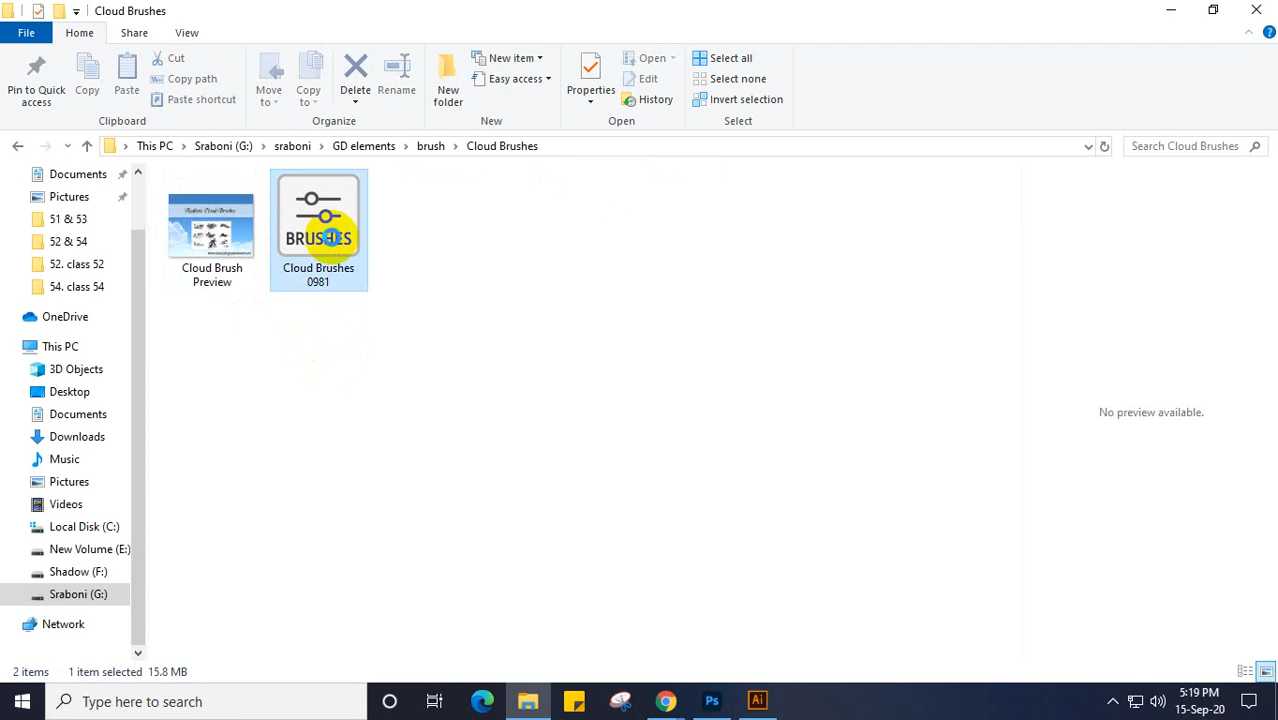 Cloud Brushes
File
Home
Share
View
Pin to Quick
access
Copy
Paste
Cut
Copy path
Paste shortcut
Clipboard
Move
to
Copy
to
Delete
Rename
Organize
New
folder
New item
Easy access
New
Properties
Open
Edit
History
Open
Select all
Select none
Invert selection
Select
This PC
Sraboni (G:)
sraboni
GD elements
brush
Cloud Brushes
Search Cloud Brushes
Documents
Pictures
51 & 53
52 & 54
52. class 52
54. class 54
OneDrive
This PC
3D Objects
Desktop
Documents
Downloads
Music
Pictures
Videos
Local Disk (C:)
New Volume (E:)
Shadow (F:)
Sraboni (G:)
Network
Cloud Brush
Preview
BRUSHES
Cloud Brushes
0981
No preview available.
2 items
1 item selected 15.8 MB
Type here to search
Ps
Ai
5:19 PM
15-Sep-20